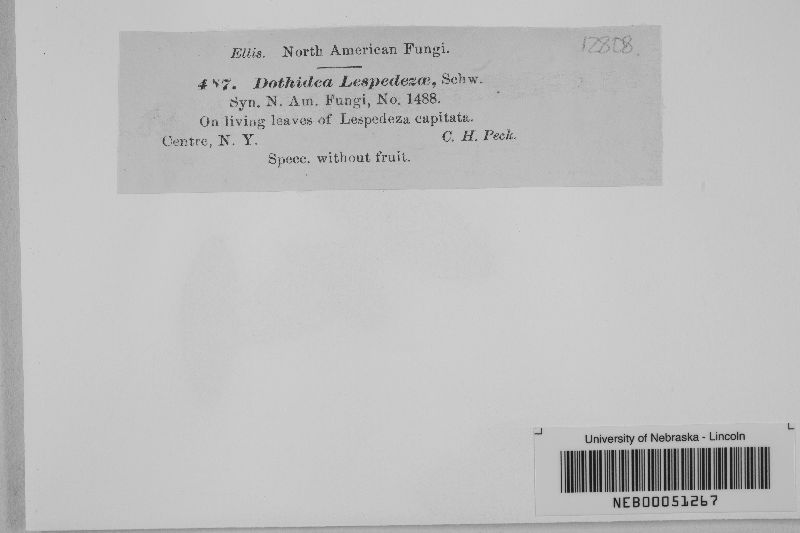 Ellis. North American Fungi.
12808
487. Dothidea Lespedezæ, Schw.
Syn. N. Am. Fungi, No. 1488.
On living leaves of Lespedeza capitata.
Centre, N. Y. C. H. Peck.
Specc. without fruit.
University of Nebraska - Lincoln
NEB00051267